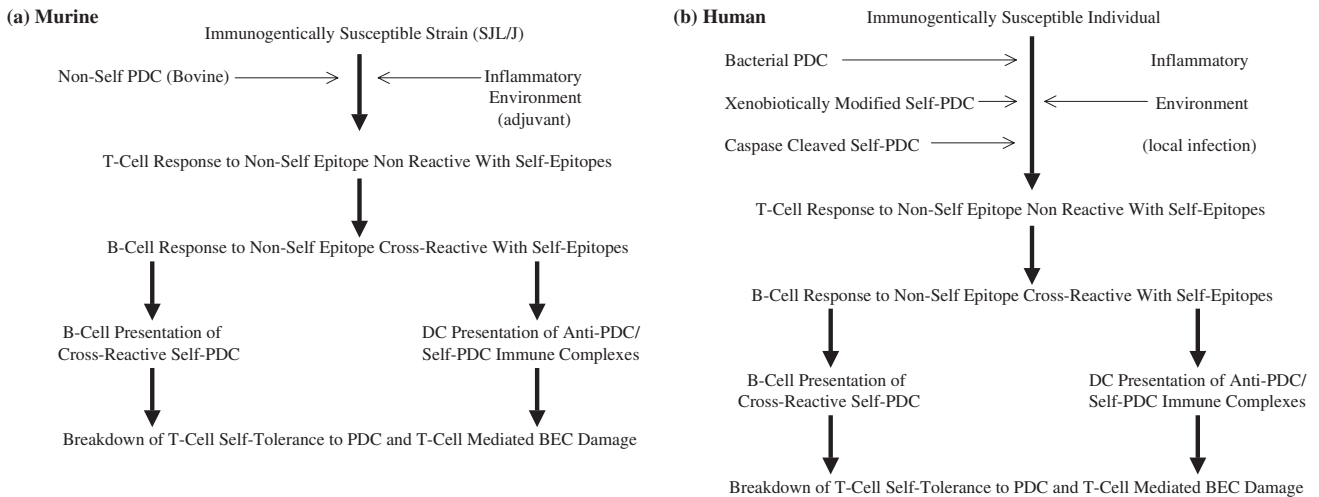 (a) Murine
Immunogentically Susceptible Strain (SJL/J)
Non-Self PDC (Bovine)
Inflammatory
Environment
(adjuvant)
T-Cell Response to Non-Self Epitope Non Reactive With Self-Epitopes
B-Cell Response to Non-Self Epitope Cross-Reactive With Self-Epitopes
B-Cell Presentation of
Cross-Reactive Self-PDC
DC Presentation of Anti-PDC/
Self-PDC Immune Complexes
Breakdown of T-Cell Self-Tolerance to PDC and T-Cell Mediated BEC Damage
(b) Human
Immunogentically Susceptible Individual
Bacterial PDC
Inflammatory
Xenobiotically Modified Self-PDC
Environment
Caspase Cleaved Self-PDC
(local infection)
T-Cell Response to Non-Self Epitope Non Reactive With Self-Epitopes
B-Cell Response to Non-Self Epitope Cross-Reactive With Self-Epitopes
B-Cell Presentation of
Cross-Reactive Self-PDC
DC Presentation of Anti-PDC/
Self-PDC Immune Complexes
Breakdown of T-Cell Self-Tolerance to PDC and T-Cell Mediated BEC Damage